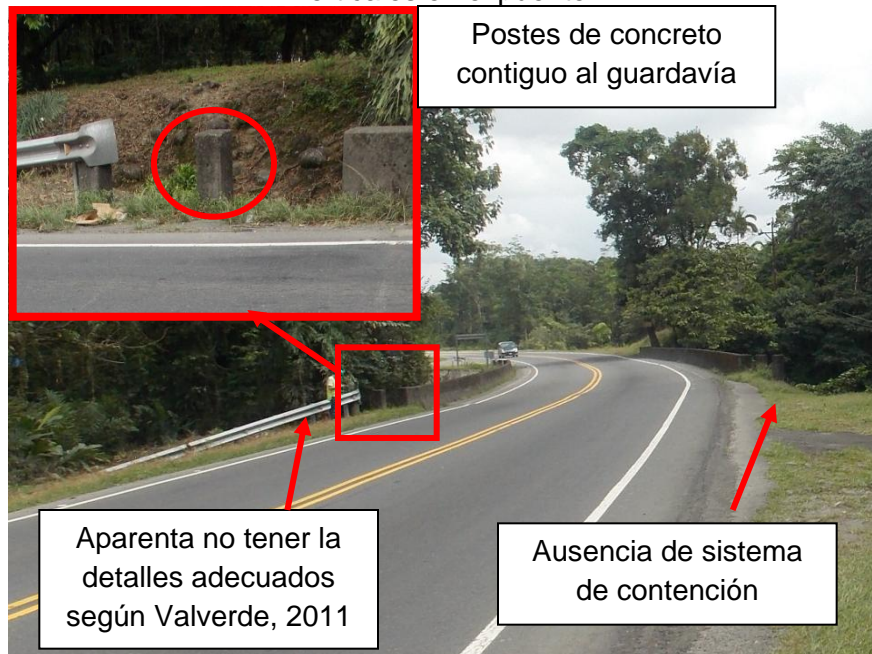 Postes de concreto
contiguo al guardavía
Aparenta no tener la
detalles adecuados
según Valverde, 2011
Ausencia de sistema
de contención